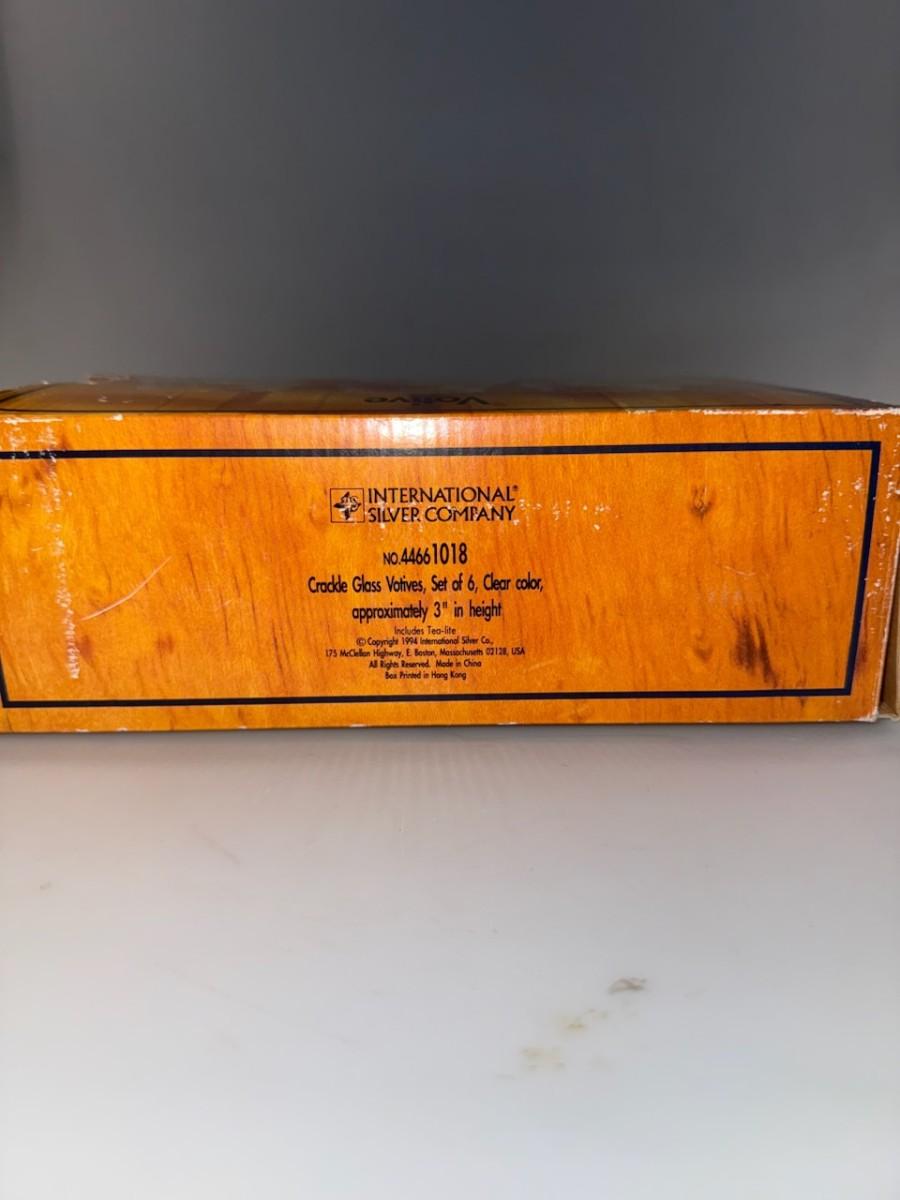 Votive
INTERNATIONAL®
SILVER COMPANY
NO.44661018
Crackle Glass Votives, Set of 6, Clear color,
approximately 3" in height
Includes Tea-lite
© Copyright 1994 International Silver Co.,
175 McClellan Highway, E. Boston, Massachusetts 02128, USA
All Rights Reserved. Made in China
Box Printed in Hong Kong